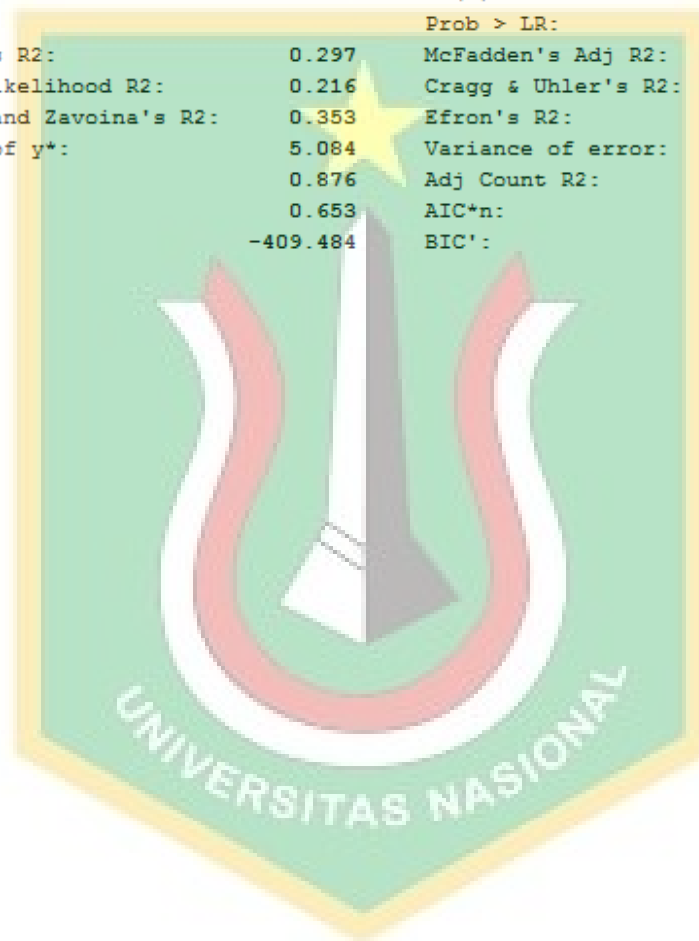 Prob > LR:
s R2: 0.297 McFadden's Adj R2:
kelihood R2: 0.216 Cragg & Uhler's R2:
nd Zavoina's R2: 0.353 Efron's R2:
of y*: 5.084 Variance of error:
0.876 Adj Count R2:
0.653 AIC*n:
-409.484 BIC':
UNIVERSITAS NASIONAL